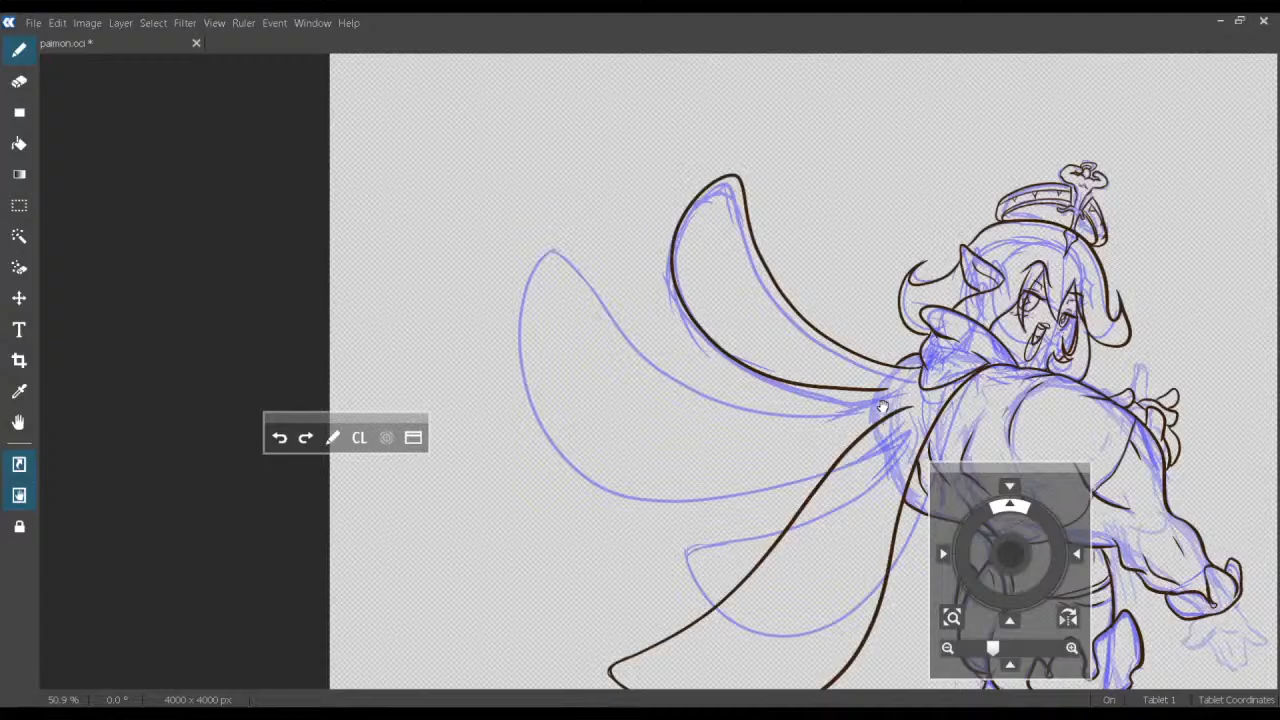 File Edit Image Layer Select Filter View Ruler Event Window Help
paimon.oci *
CL
50.9 % 0.0 ° 4000 x 4000 px On Tablet 1 Tablet Coordinates